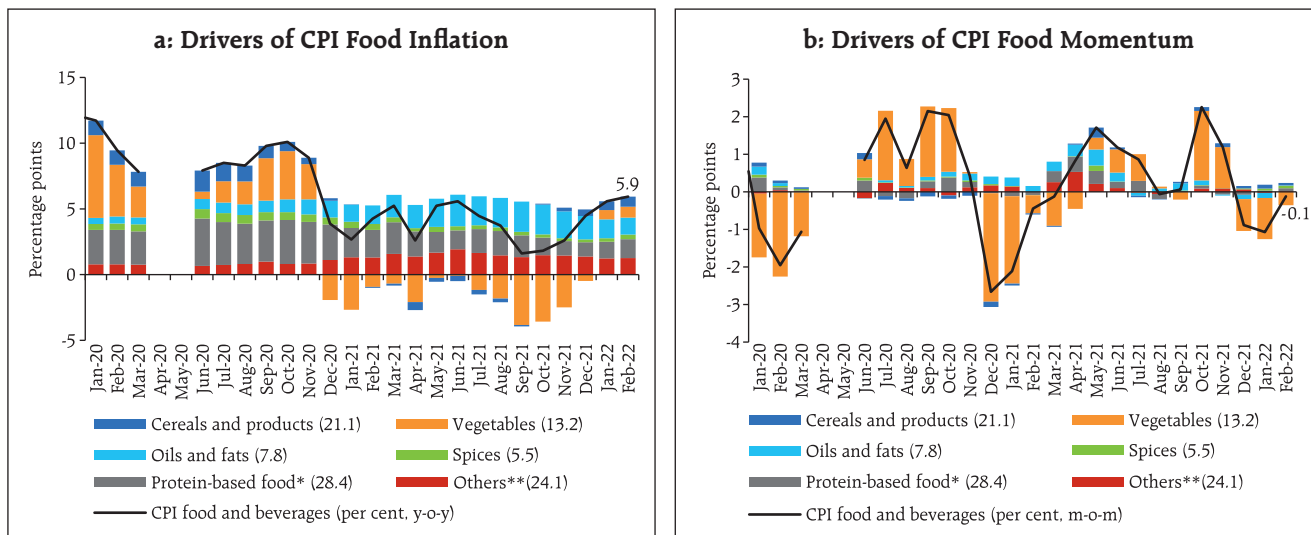 a: Drivers of CPI Food Inflation
Percentage points
15
10
5
0
-5
5.9
Jan-20
Feb-20
Mar-20
Apr-20
May-20
Jun-20
Jul-20
Aug-20
Sep-20
Oct-20
Nov-20
Dec-20
Jan-21
Feb-21
Mar-21
Apr-21
May-21
Jun-21
Jul-21
Aug-21
Sep-21
Oct-21
Nov-21
Dec-21
Jan-22
Feb-22
Cereals and products (21.1)
Vegetables (13.2)
Oils and fats (7.8)
Spices (5.5)
Protein-based food* (28.4)
Others**(24.1)
CPI food and beverages (per cent, y-o-y)
b: Drivers of CPI Food Momentum
Percentage points
3
2
1
0
-1
-2
-3
-4
-0.1
Jan-20
Feb-20
Mar-20
Apr-20
May-20
Jun-20
Jul-20
Aug-20
Sep-20
Oct-20
Nov-20
Dec-20
Jan-21
Feb-21
Mar-21
Apr-21
May-21
Jun-21
Jul-21
Aug-21
Sep-21
Oct-21
Nov-21
Dec-21
Jan-22
Feb-22
Cereals and products (21.1)
Vegetables (13.2)
Oils and fats (7.8)
Spices (5.5)
Protein-based food* (28.4)
Others**(24.1)
CPI food and beverages (per cent, m-o-m)